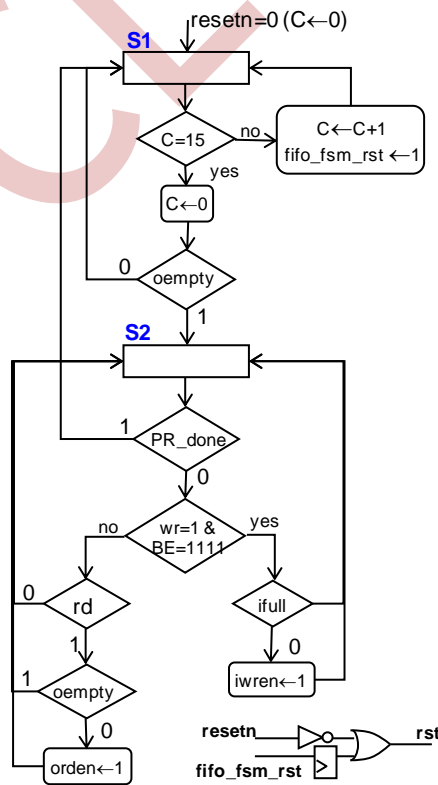 resetn=0 (C←0)
S1
C=15
no
C←C+1
fifo_fsm_rst ←1
yes
C←0
0
oempty
1
S2
1
PR_done
0
no
wr=1 &
BE=1111
yes
0
rd
ifull
1
0
1
oempty
iwren←1
0
orden←1
resetn
rst
fifo_fsm_rst